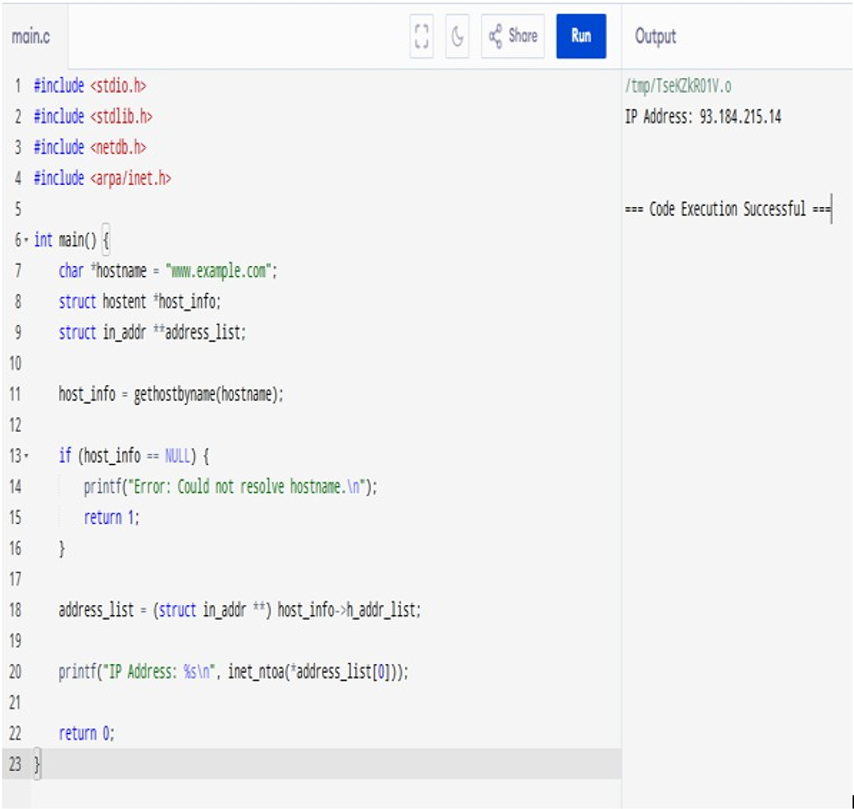 main.c Share Run Output
1 #include <stdio.h>
2 #include <stdlib.h>
3 #include <netdb.h>
4 #include <arpa/inet.h>
5
6 int main() {
7     char *hostname = "www.example.com";
8     struct hostent *host_info;
9     struct in_addr **address_list;
10
11     host_info = gethostbyname(hostname);
12
13     if (host_info == NULL) {
14         printf("Error: Could not resolve hostname.\n");
15         return 1;
16     }
17
18     address_list = (struct in_addr **) host_info->h_addr_list;
19
20     printf("IP Address: %s\n", inet_ntoa(*address_list[0]));
21
22     return 0;
23 }
/tmp/TseKZkR01V.o
IP Address: 93.184.215.14
=== Code Execution Successful ===